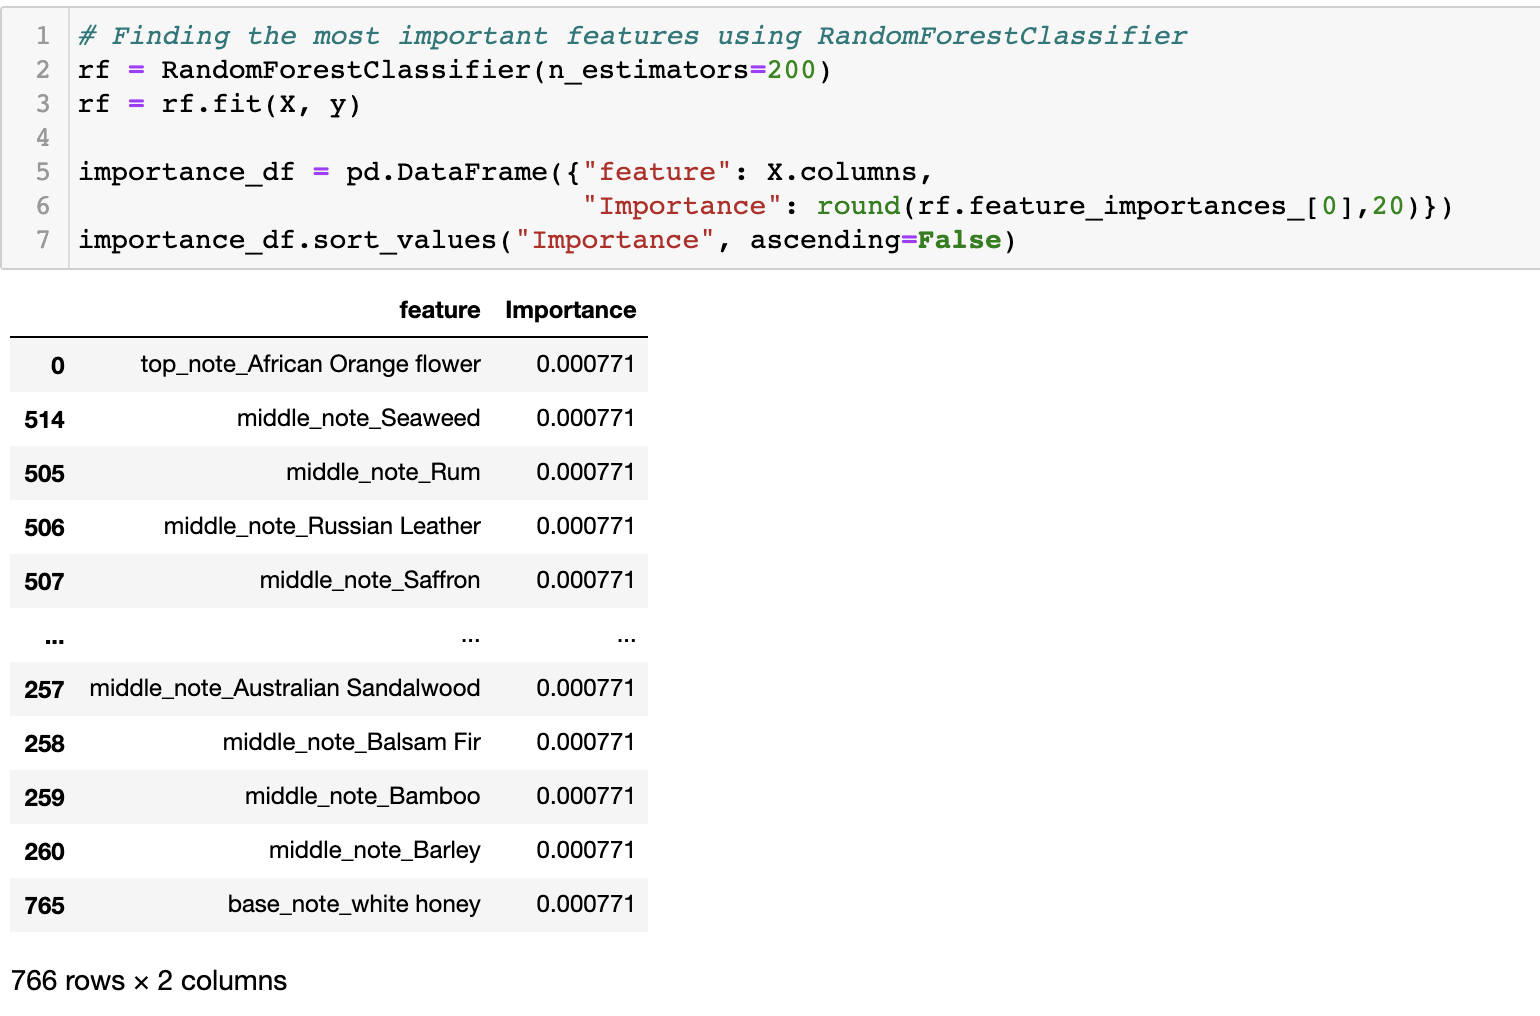 1 # Finding the most important features using RandomForestClassifier
2 rf = RandomForestClassifier(n_estimators=200)
3 rf = rf.fit(X, y)
4
5 importance_df = pd.DataFrame({"feature": X.columns,
6 "Importance": round(rf.feature_importances_[0],20)})
7 importance_df.sort_values("Importance", ascending=False)
feature Importance
0 top_note_African Orange flower 0.000771
514 middle_note_Seaweed 0.000771
505 middle_note_Rum 0.000771
506 middle_note_Russian Leather 0.000771
507 middle_note_Saffron 0.000771
... ... ...
257 middle_note_Australian Sandalwood 0.000771
258 middle_note_Balsam Fir 0.000771
259 middle_note_Bamboo 0.000771
260 middle_note_Barley 0.000771
765 base_note_white honey 0.000771
766 rows × 2 columns